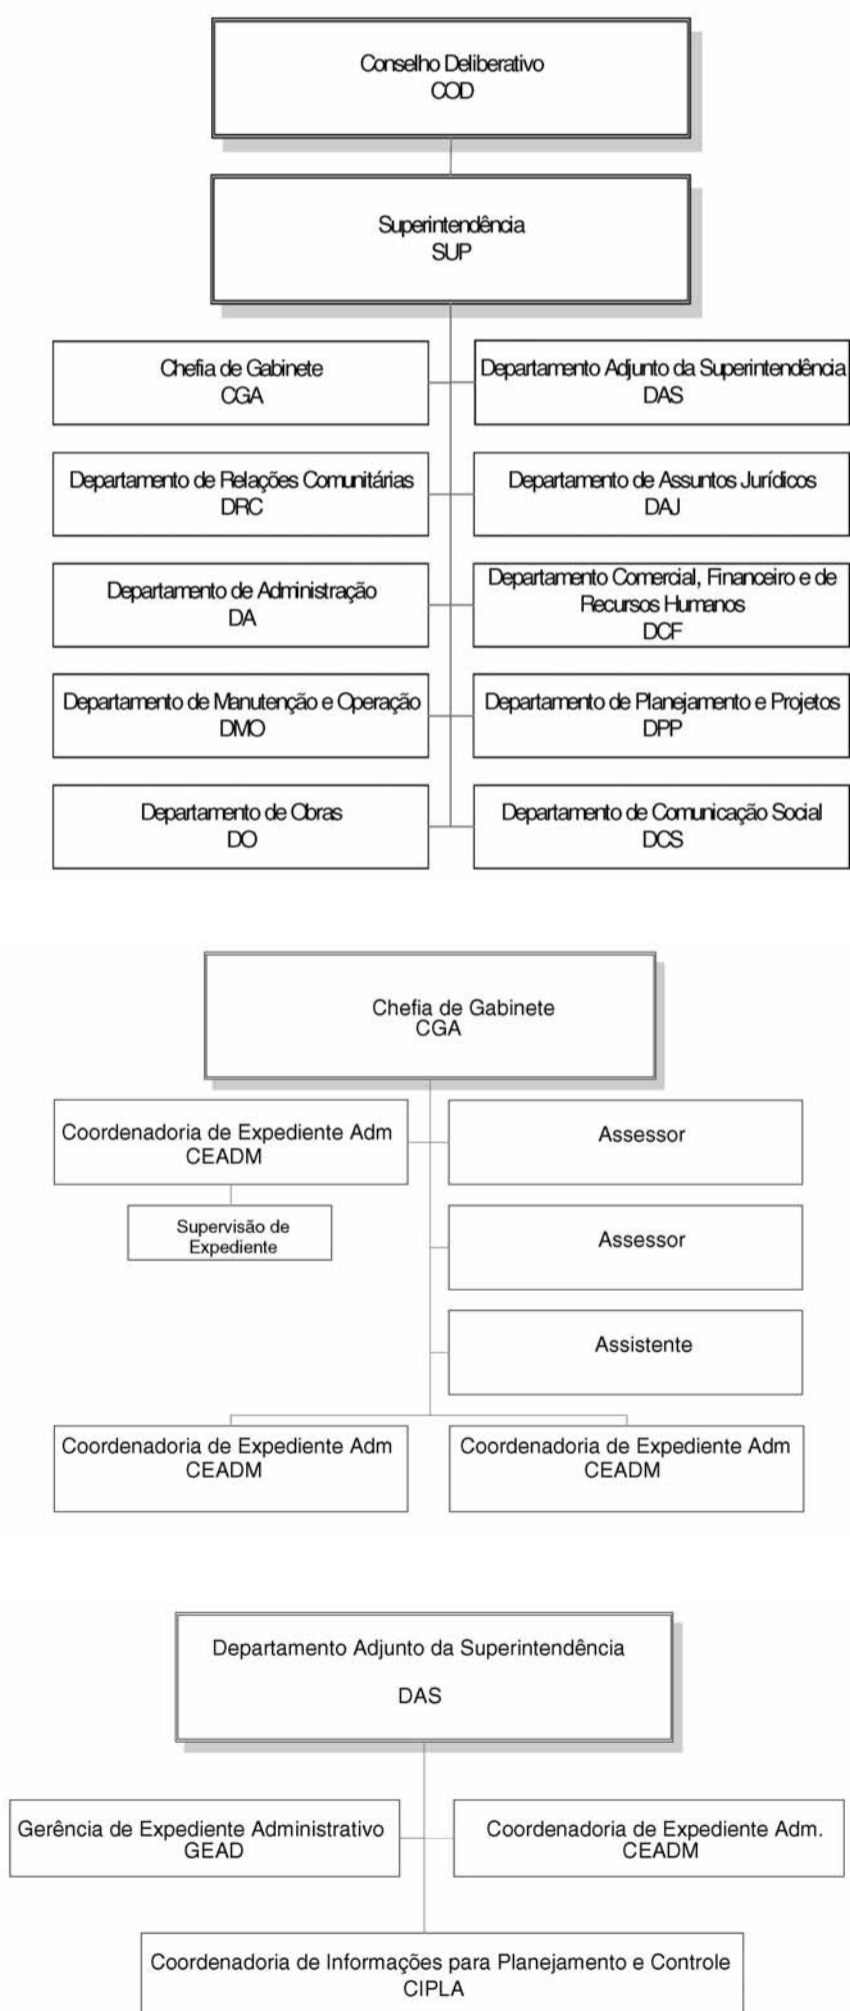 Conselho Deliberativo
COD
Superintendência
SUP
Chefia de Gabinete
CGA
Departamento Adjunto da Superintendência
DAS
Departamento de Relações Comunitárias
DRC
Departamento de Assuntos Jurídicos
DAJ
Departamento de Administração
DA
Departamento Comercial, Financeiro e de
Recursos Humanos
DCF
Departamento de Manutenção e Operação
DMO
Departamento de Planejamento e Projetos
DPP
Departamento de Obras
DO
Departamento de Comunicação Social
DCS
Chefia de Gabinete
CGA
Coordenadoria de Expediente Adm
CEADM
Assessor
Supervisão de
Expediente
Assessor
Assistente
Coordenadoria de Expediente Adm
CEADM
Coordenadoria de Expediente Adm
CEADM
Departamento Adjunto da Superintendência
DAS
Gerência de Expediente Administrativo
GEAD
Coordenadoria de Expediente Adm.
CEADM
Coordenadoria de Informações para Planejamento e Controle
CIPLA